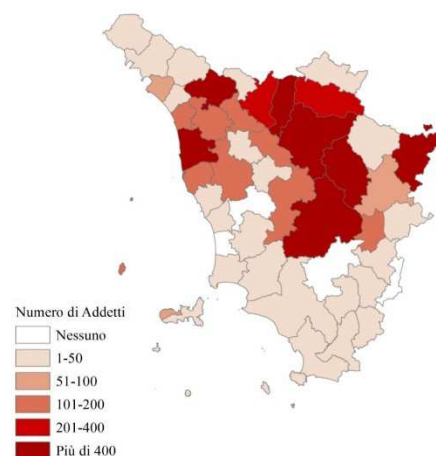 Numero di Addetti
Nessuno
1-50
51-100
101-200
201-400
Più di 400